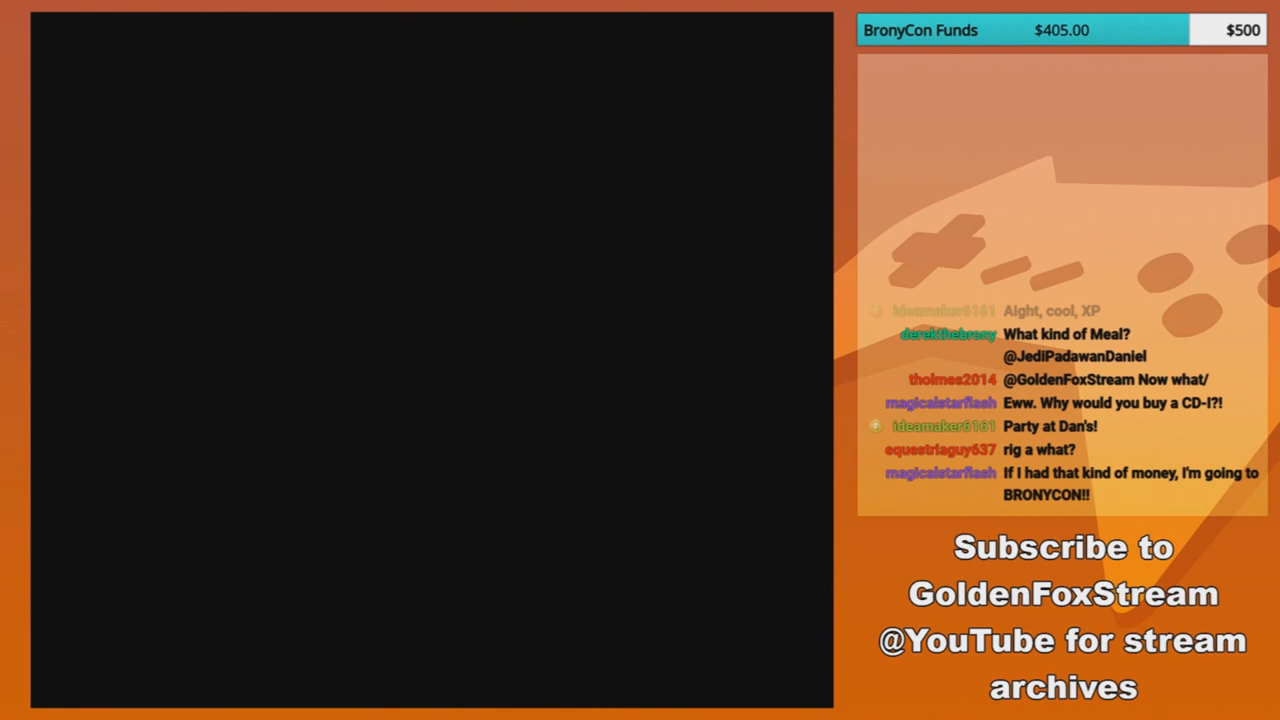 BronyCon Funds $405.00 $500
ideamaker6161 Aight, cool, XP
derekthebrony What kind of Meal?
@JediPadawanDaniel
tholmes2014 @GoldenFoxStream Now what/
magicalstarflash Eww. Why would you buy a CD-I?!
ideamaker6161 Party at Dan's!
equestriaguy637 rig a what?
magicalstarflash If I had that kind of money, I'm going to
BRONYCON!!
Subscribe to
GoldenFoxStream
@YouTube for stream
archives